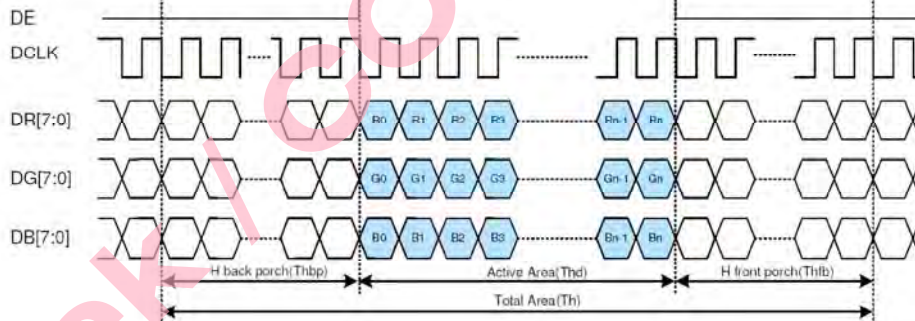 DE
DCLK
DR[7:0] R0 R1 R2 R3 Rn-1 Rn
DG[7:0] G0 G1 G2 G3 Gn-1 Gn
DB[7:0] B0 B1 B2 B3 Bn-1 Bn
H back porch(Thbp) Active Area(Thd) H front porch(Thfb)
Total Area(Th)